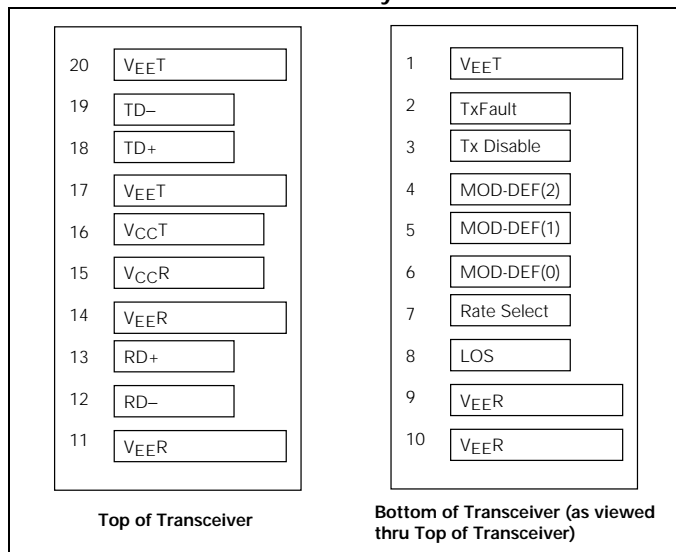 20 VEET
19 TD–
18 TD+
17 VEET
16 VCCT
15 VCCR
14 VEER
13 RD+
12 RD–
11 VEER
Top of Transceiver
1 VEET
2 TxFault
3 Tx Disable
4 MOD-DEF(2)
5 MOD-DEF(1)
6 MOD-DEF(0)
7 Rate Select
8 LOS
9 VEER
10 VEER
Bottom of Transceiver (as viewed
thru Top of Transceiver)